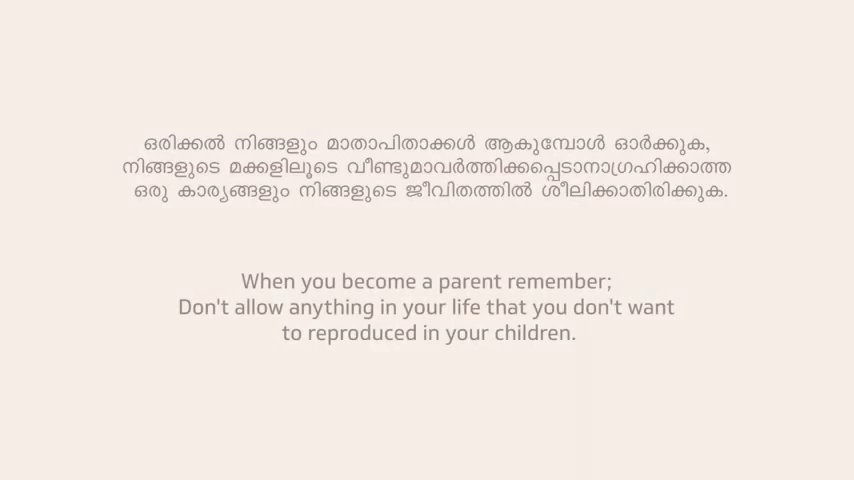 ഒരിക്കൽ നിങ്ങളും മാതാപിതാക്കൾ ആകുമ്പോൾ ഓർക്കുക,
നിങ്ങളുടെ മക്കളിലൂടെ വീണ്ടുമാവർത്തിക്കപ്പെടാനാഗ്രഹിക്കാത്ത
ഒരു കാര്യങ്ങളും നിങ്ങളുടെ ജീവിതത്തിൽ ശീലിക്കാതിരിക്കുക.
When you become a parent remember;
Don't allow anything in your life that you don't want
to reproduced in your children.